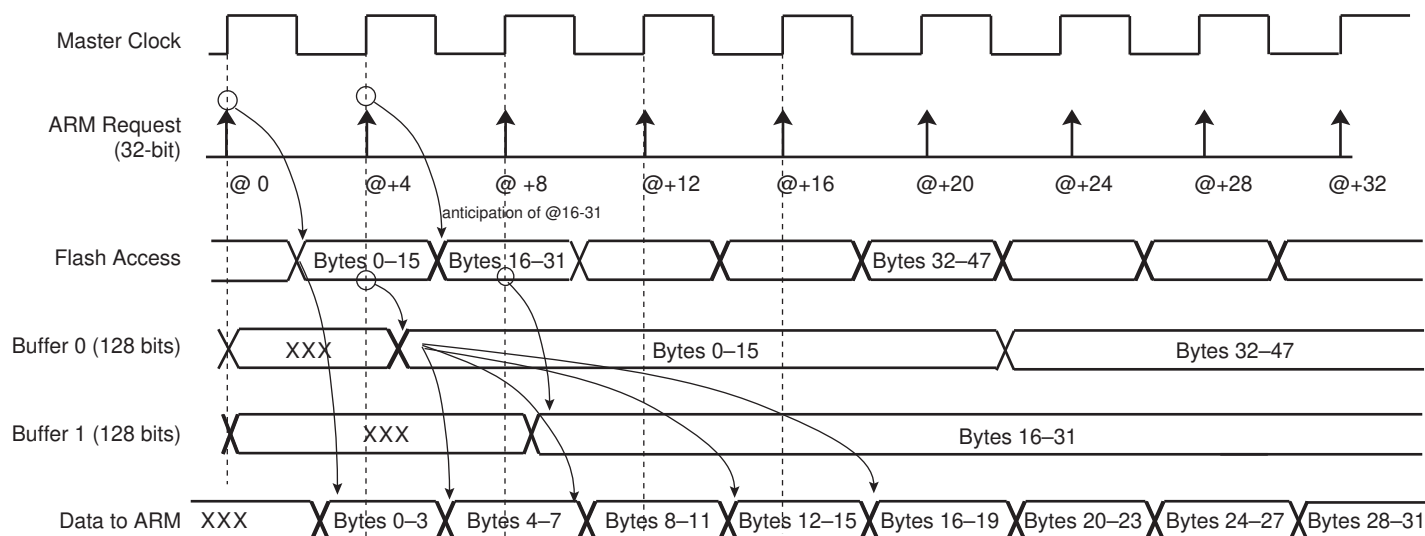 Master Clock
ARM Request
(32-bit)
@ 0 @+4 @ +8 @+12 @+16 @+20 @+24 @+28 @+32
anticipation of @16-31
Flash Access Bytes 0–15 Bytes 16–31 Bytes 32–47
Buffer 0 (128 bits) XXX Bytes 0–15 Bytes 32–47
Buffer 1 (128 bits) XXX Bytes 16–31
Data to ARM XXX Bytes 0–3 Bytes 4–7 Bytes 8–11 Bytes 12–15 Bytes 16–19 Bytes 20–23 Bytes 24–27 Bytes 28–31